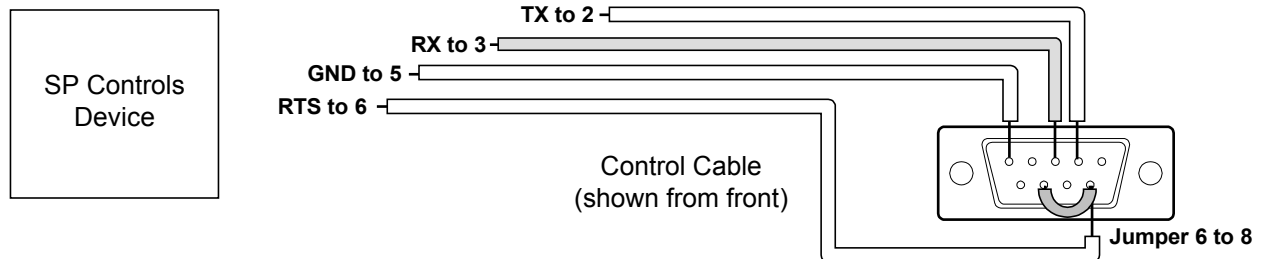 TX to 2
RX to 3
GND to 5
RTS to 6
SP Controls
Device
Control Cable
(shown from front)
Jumper 6 to 8